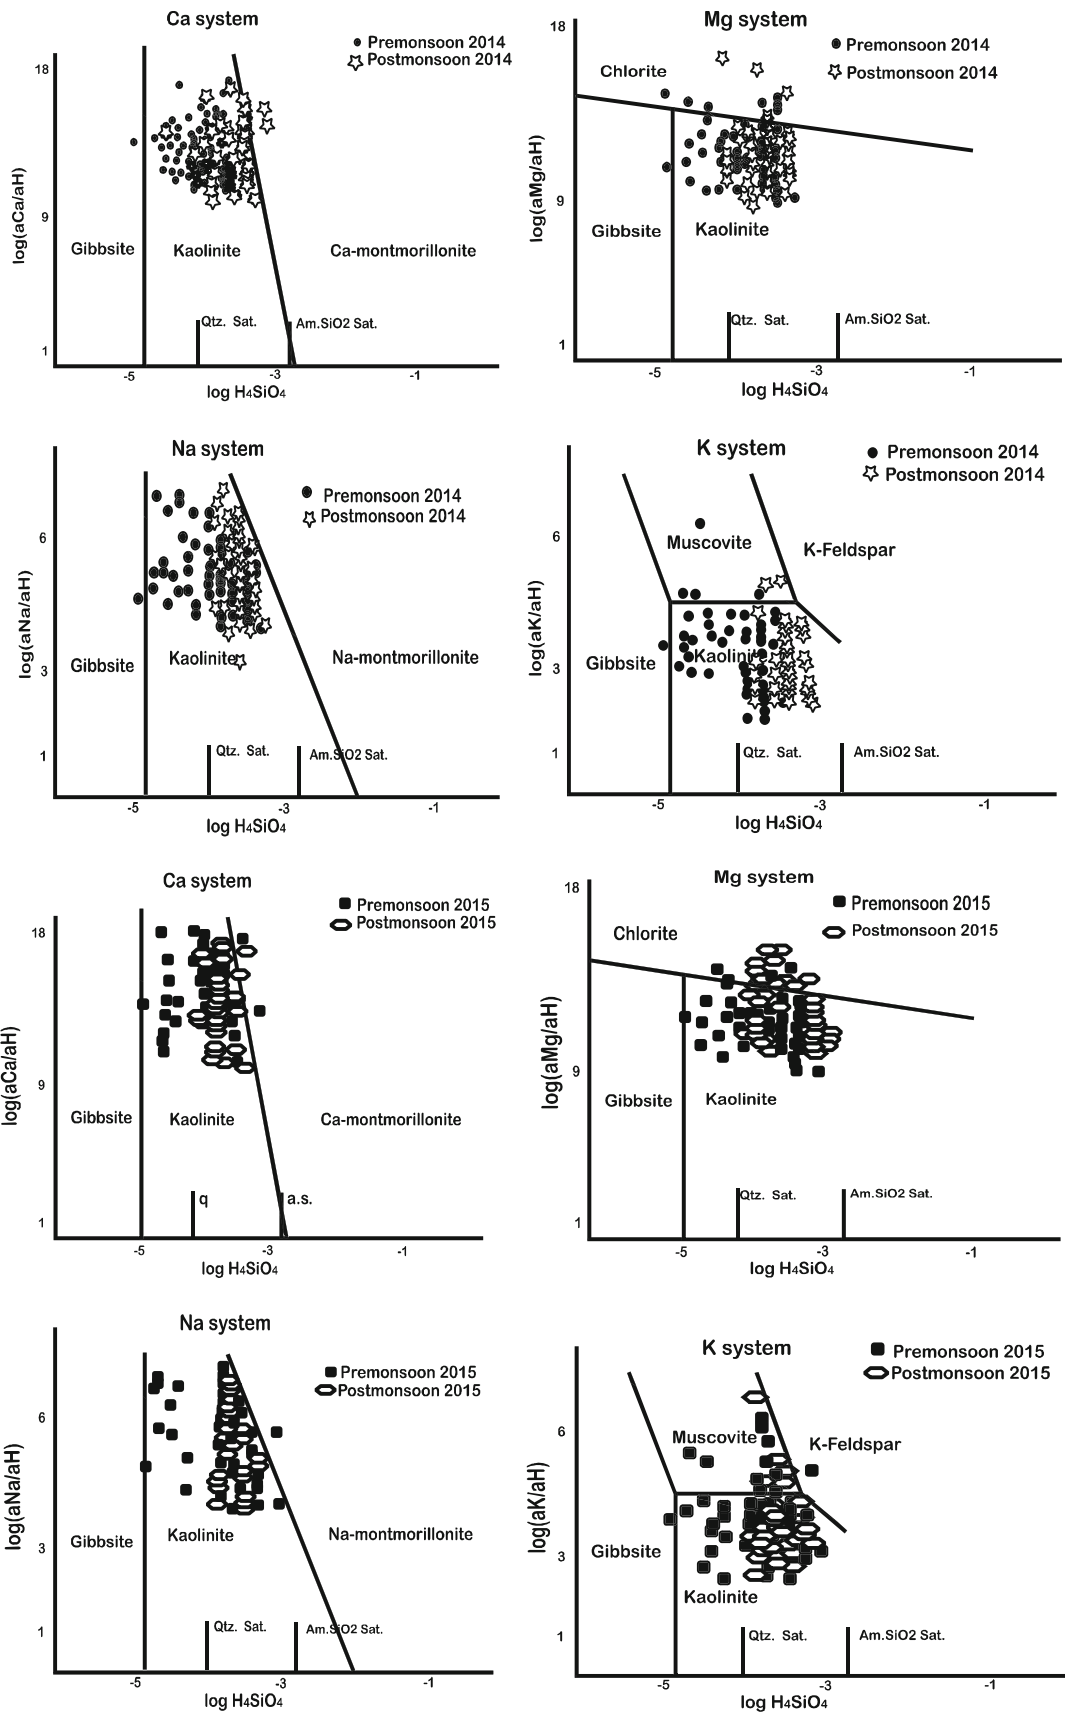 Ca system
Premonsoon 2014
Postmonsoon 2014
18
9
1
log(aCa/aH)
Gibbsite
Kaolinite
Ca-montmorillonite
Qtz. Sat.
Am.SiO2 Sat.
-5
-3
-1
log H4SiO4
Mg system
Premonsoon 2014
Postmonsoon 2014
18
9
1
log(aMg/aH)
Chlorite
Gibbsite
Kaolinite
Qtz. Sat.
Am.SiO2 Sat.
-5
-3
-1
log H4SiO4
Na system
Premonsoon 2014
Postmonsoon 2014
6
3
1
log(aNa/aH)
Gibbsite
Kaolinite
Na-montmorillonite
Qtz. Sat.
Am.SiO2 Sat.
-5
-3
-1
log H4SiO4
K system
Premonsoon 2014
Postmonsoon 2014
6
3
1
log(aK/aH)
Muscovite
K-Feldspar
Gibbsite
Kaolinite
Qtz. Sat.
Am.SiO2 Sat.
-5
-3
-1
log H4SiO4
Ca system
Premonsoon 2015
Postmonsoon 2015
18
9
1
log(aCa/aH)
Gibbsite
Kaolinite
Ca-montmorillonite
q
a.s.
-5
-3
-1
log H4SiO4
Mg system
Premonsoon 2015
Postmonsoon 2015
18
9
1
log(aMg/aH)
Chlorite
Gibbsite
Kaolinite
Qtz. Sat.
Am.SiO2 Sat.
-5
-3
-1
log H4SiO4
Na system
Premonsoon 2015
Postmonsoon 2015
6
3
1
log(aNa/aH)
Gibbsite
Kaolinite
Na-montmorillonite
Qtz. Sat.
Am.SiO2 Sat.
-5
-3
-1
log H4SiO4
K system
Premonsoon 2015
Postmonsoon 2015
6
3
1
log(aK/aH)
Muscovite
K-Feldspar
Gibbsite
Kaolinite
Qtz. Sat.
Am.SiO2 Sat.
-5
-3
-1
log H4SiO4